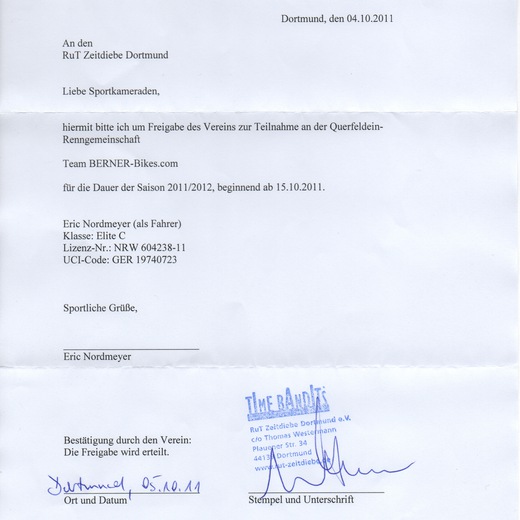 Dortmund, den 04.10.2011
An den
RuT Zeitdiebe Dortmund
Liebe Sportkameraden,
hiermit bitte ich um Freigabe des Vereins zur Teilnahme an der Querfeldein-
Renngemeinschaft
Team BERNER-Bikes.com
für die Dauer der Saison 2011/2012, beginnend ab 15.10.2011.
Eric Nordmeyer (als Fahrer)
Klasse: Elite C
Lizenz-Nr.: NRW 604238-11
UCI-Code: GER 19740723
Sportliche Grüße,
Eric Nordmeyer
TIME BANDITS
RuT Zeitdiebe Dortmund e.V.
c/o Thomas Westermann
Plauener Str. 34
Dortmund
www.rut-zeitdiebe.de
Bestätigung durch den Verein:
Die Freigabe wird erteilt.
Dortmund, 05.10.11
Ort und Datum
Stempel und Unterschrift